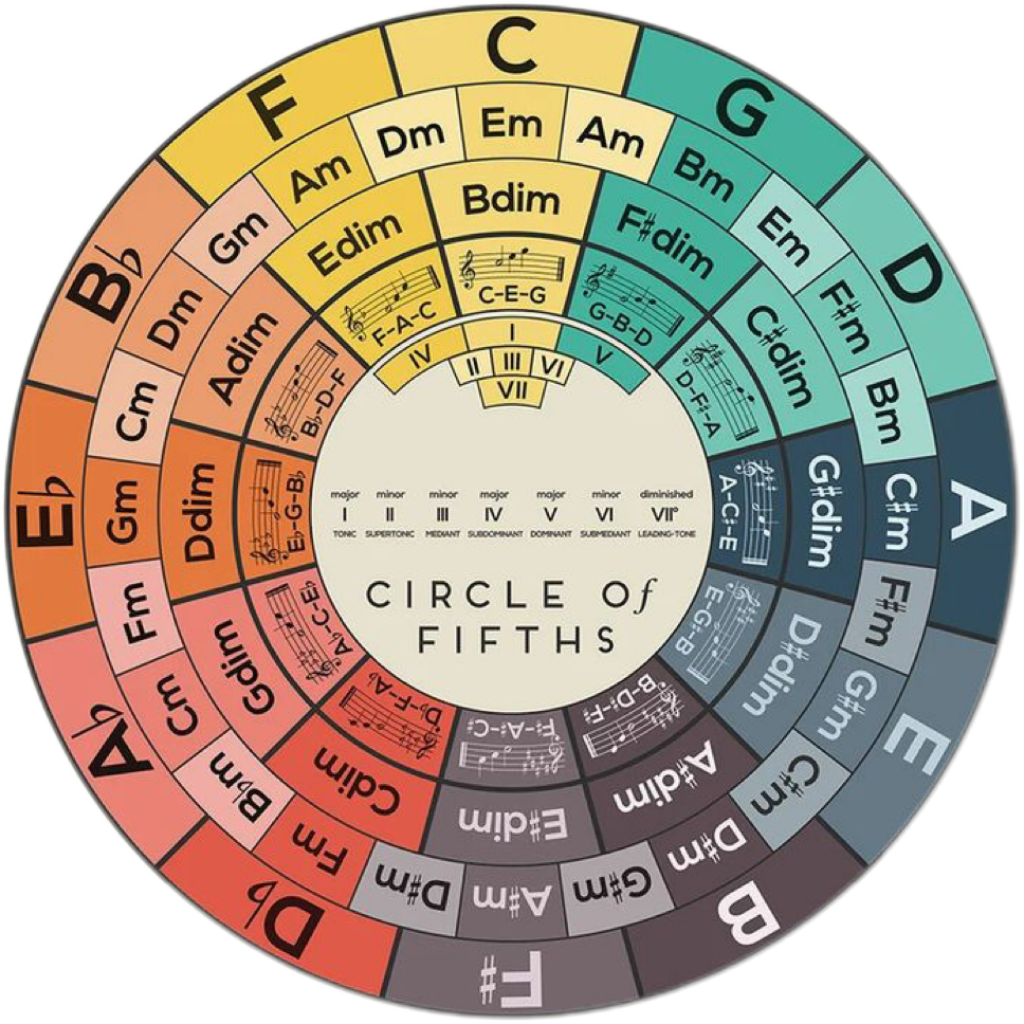 C
G
D
A
E
B
F♯
D♭
A♭
E♭
B♭
F
Dm
Em
Am
Bm
Em
F♯m
Bm
C♯m
F♯m
G♯m
C♯m
D♯m
G♯m
A♯m
D♯m
Fm
B♭m
Cm
Fm
Gm
Cm
Dm
Gm
Am
Bdim
F♯dim
C♯dim
G♯dim
D♯dim
A♯dim
E♯dim
Cdim
Gdim
Ddim
Adim
Edim
C-E-G
G-B-D
D-F♯-A
A-C♯-E
E-G♯-B
B-D♯-F♯
F♯-A♯-C♯
D♭-F-A♭
A♭-C-E♭
E♭-G-B♭
B♭-D-F
F-A-C
IV I V
II III VI
VII
major minor minor major major minor diminished
I II III IV V VI VII°
TONIC SUPERTONIC MEDIANT SUBDOMINANT DOMINANT SUBMEDIANT LEADING-TONE
CIRCLE Of
FIFTHS